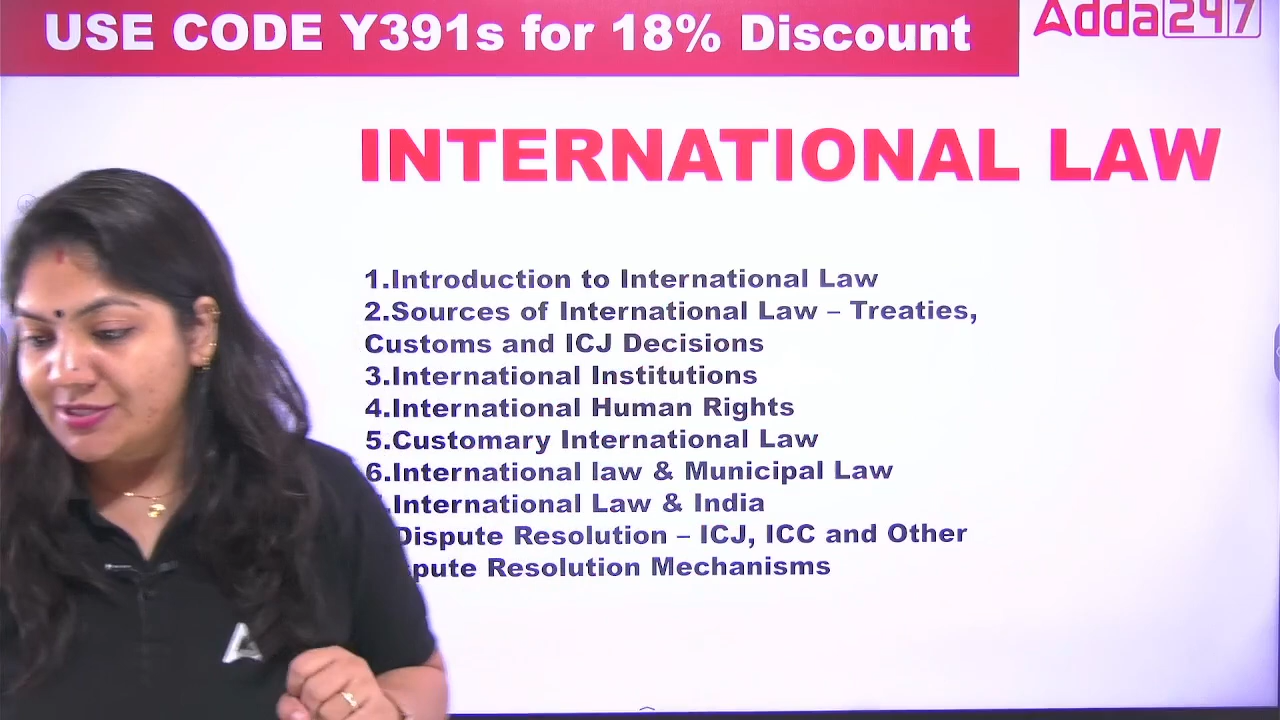 USE CODE Y391s for 18% Discount
Adda 247
INTERNATIONAL LAW
1.Introduction to International Law
2.Sources of International Law – Treaties,
Customs and ICJ Decisions
3.International Institutions
4.International Human Rights
5.Customary International Law
6.International law & Municipal Law
.International Law & India
Dispute Resolution – ICJ, ICC and Other
Resolution Mechanisms